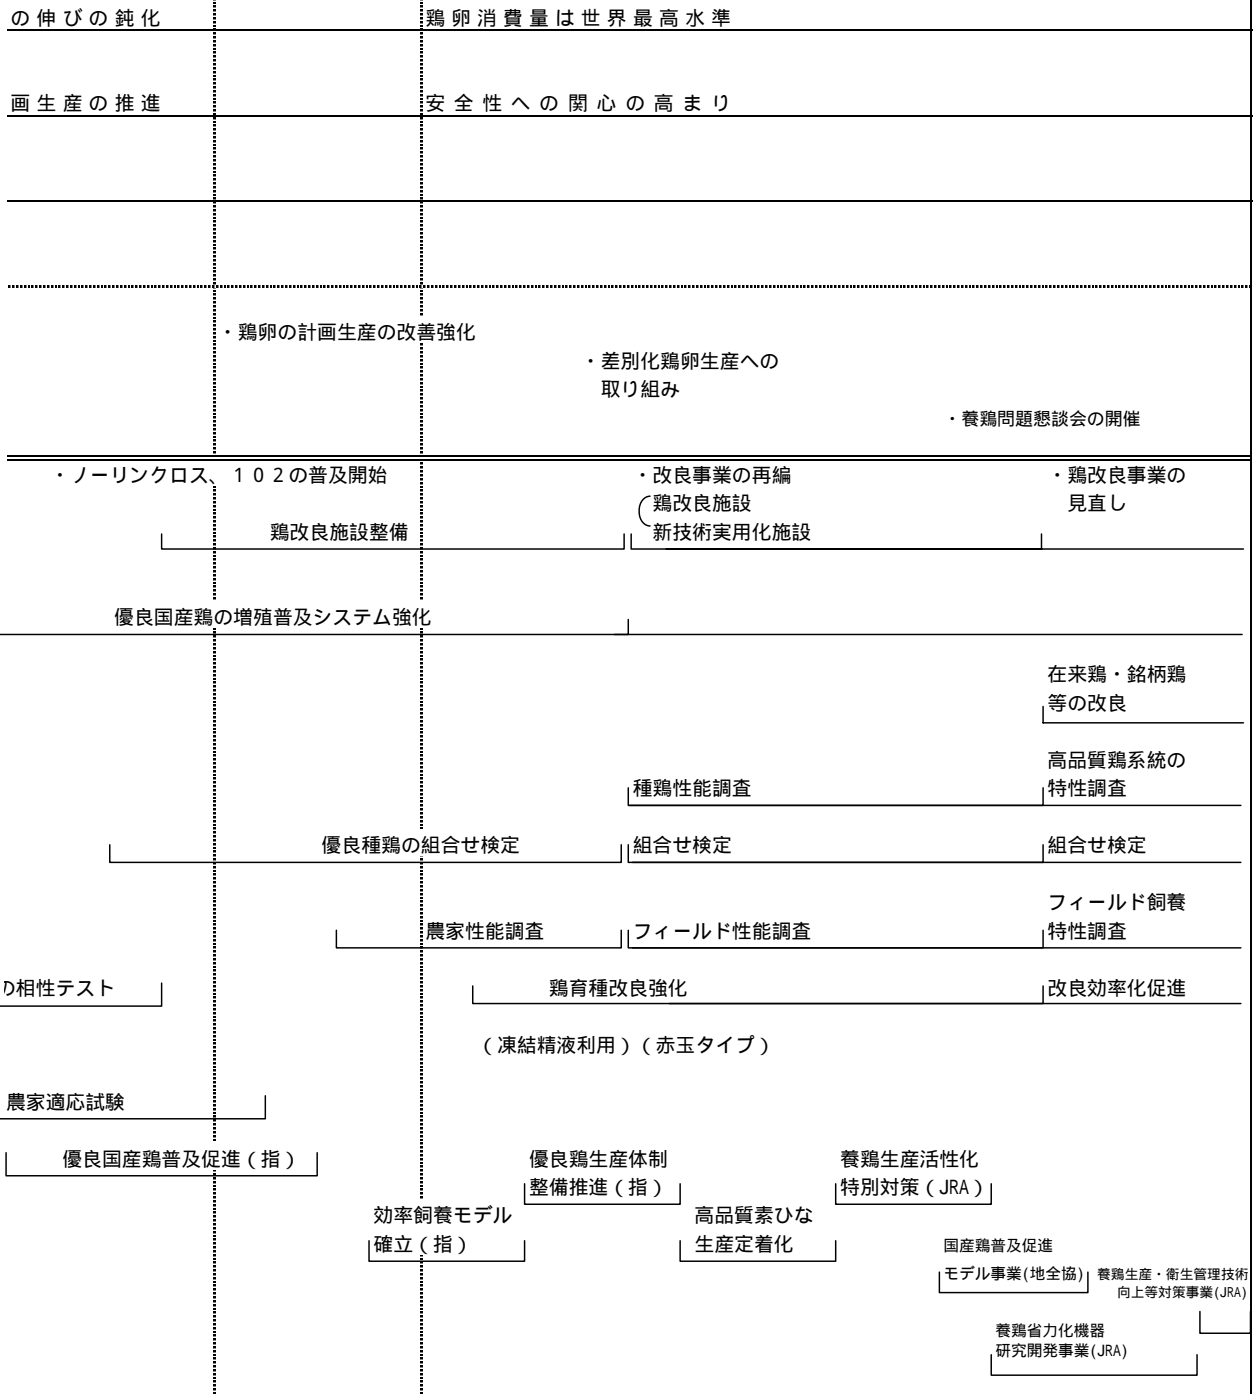 の伸びの鈍化
鶏卵消費量は世界最高水準
画生産の推進
安全性への関心の高まり
・鶏卵の計画生産の改善強化
・差別化鶏卵生産への
取り組み
・養鶏問題懇談会の開催
・ノーリンクロス、１０２の普及開始
・改良事業の再編
鶏改良施設
新技術実用化施設
・鶏改良事業の
見直し
鶏改良施設整備
優良国産鶏の増殖普及システム強化
在来鶏・銘柄鶏
等の改良
種鶏性能調査
高品質鶏系統の
特性調査
優良種鶏の組合せ検定
組合せ検定
組合せ検定
農家性能調査
フィールド性能調査
フィールド飼養
特性調査
の相性テスト
鶏育種改良強化
改良効率化促進
（凍結精液利用）（赤玉タイプ）
農家適応試験
優良国産鶏普及促進（指）
優良鶏生産体制
整備推進（指）
養鶏生産活性化
特別対策（JRA）
効率飼養モデル
確立（指）
高品質素ひな
生産定着化
国産鶏普及促進
モデル事業(地全協)
養鶏生産・衛生管理技術
向上等対策事業(JRA)
養鶏省力化機器
研究開発事業(JRA)